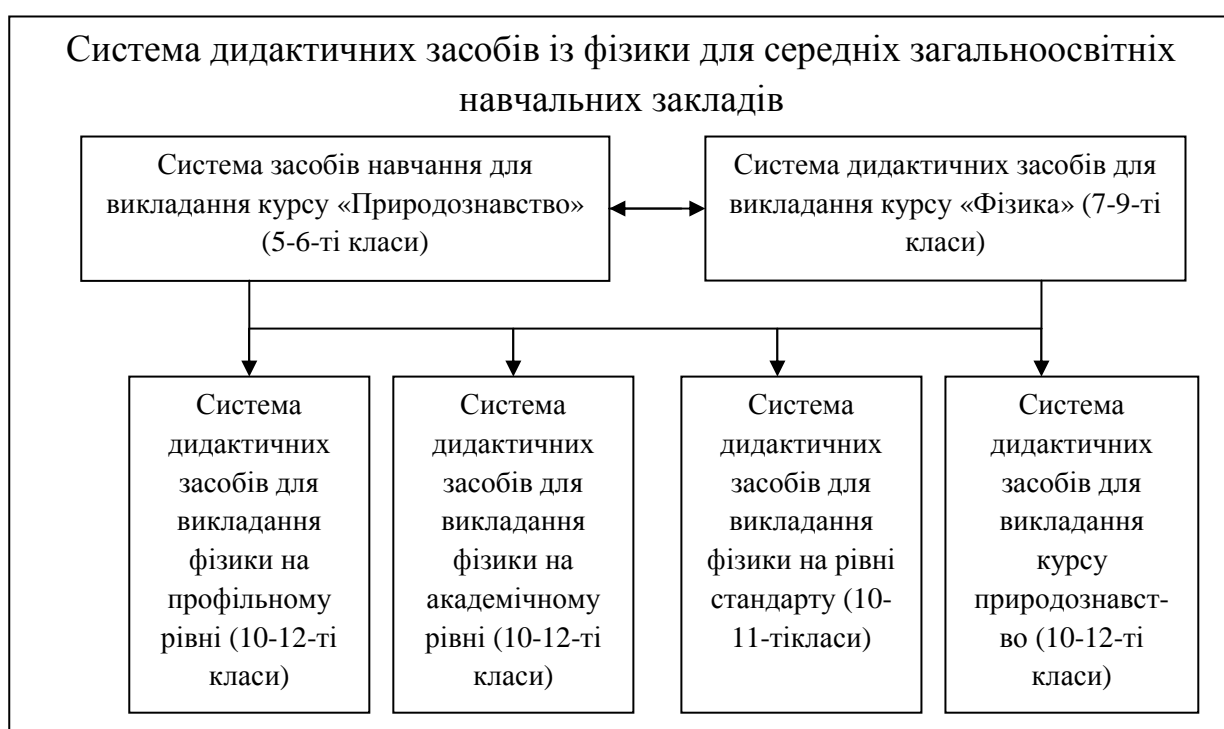 Система дидактичних засобів із фізики для середніх загальноосвітніх
навчальних закладів
Система засобів навчання для
викладання курсу «Природознавство»
(5-6-ті класи)
Система дидактичних засобів для
викладання курсу «Фізика» (7-9-ті
класи)
Система
дидактичних
засобів для
викладання
фізики на
профільному
рівні (10-12-ті
класи)
Система
дидактичних
засобів для
викладання
фізики на
академічному
рівні (10-12-ті
класи)
Система
дидактичних
засобів для
викладання
фізики на рівні
стандарту (10-
11-тікласи)
Система
дидактичних
засобів для
викладання
курсу
природознавст-
во (10-12-ті
класи)